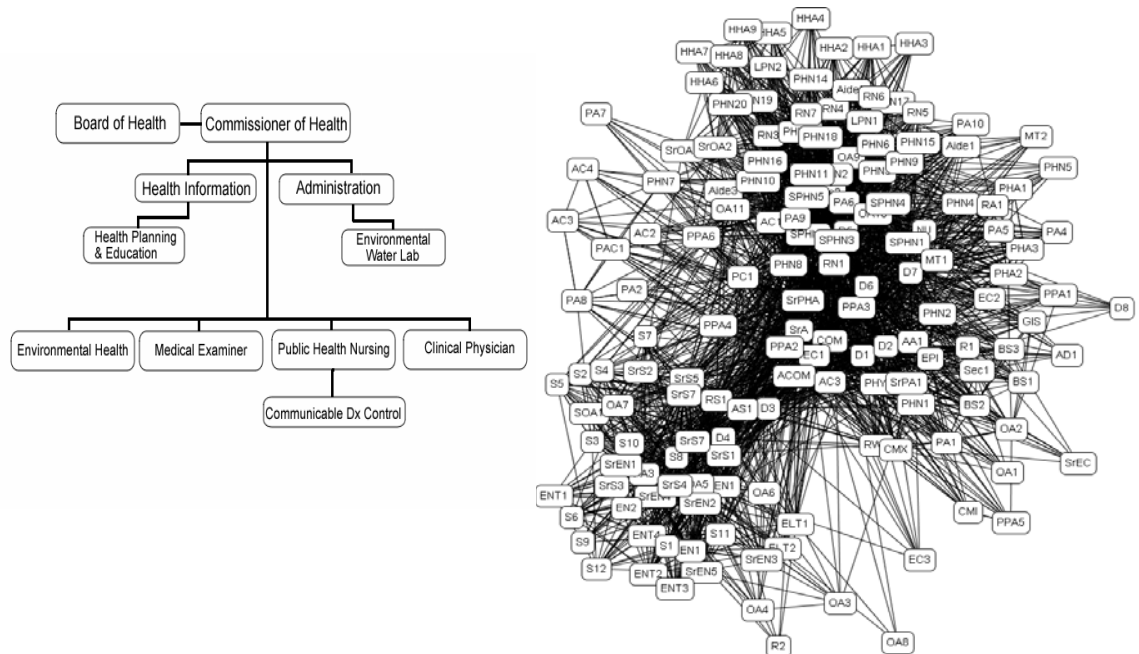 Board of Health
Commissioner of Health
Health Information
Administration
Health Planning
& Education
Environmental
Water Lab
Environmental Health
Medical Examiner
Public Health Nursing
Clinical Physician
Communicable Dx Control
HHA4
HHA9
HHA5
HHA7
HHA8
HHA2
HHA1
HHA3
LPN2
HHA6
PHN14
RN6
PHN20
RN7
RN4
RN5
PA7
LPN1
PA10
RN3
PHN18
PHN6
PHN15
MT2
SrOA2
OA9
Aide1
AC4
PHN16
PHN9
PHN5
PHN7
PHN10
PHN11
PHA1
Aide3
SPHN5
PHN4
RA1
OA11
PA6
SPHN4
AC3
AC2
PA9
PA5
PA4
PAC1
PPA6
SPHN3
SPHN1
PHA3
PC1
PHN8
RN1
D7
MT1
PHA2
PA8
PA2
D6
EC2
PPA1
SrPHA
PPA3
PHN2
D8
S7
PPA4
SrA
GIS
COM
AA1
R1
BS3
AD1
PPA2
EC1
D1
D2
EPI
S2
S4
SrS2
Sec1
S5
SrS5
ACOM
AC3
PHY
SrPA1
BS1
SOA1
OA7
SrS7
RS1
AS1
D3
PHN1
BS2
OA2
S3
S10
SrS7
D4
CMX
PA1
SrEN1
S8
SrS1
SrEC
ENT1
SrS3
SrS4
EN1
OA6
OA1
EN2
SrEN2
CMI
S6
ELT1
PPA5
S9
ENT4
S1
S11
ELT2
EN1
SrEN3
EC3
S12
ENT2
SrEN5
ENT3
OA4
OA3
R2
OA8